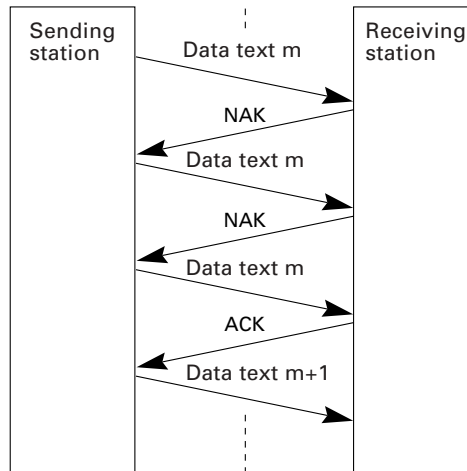 Sending
station
Receiving
station
Data text m
NAK
Data text m
NAK
Data text m
ACK
Data text m+1